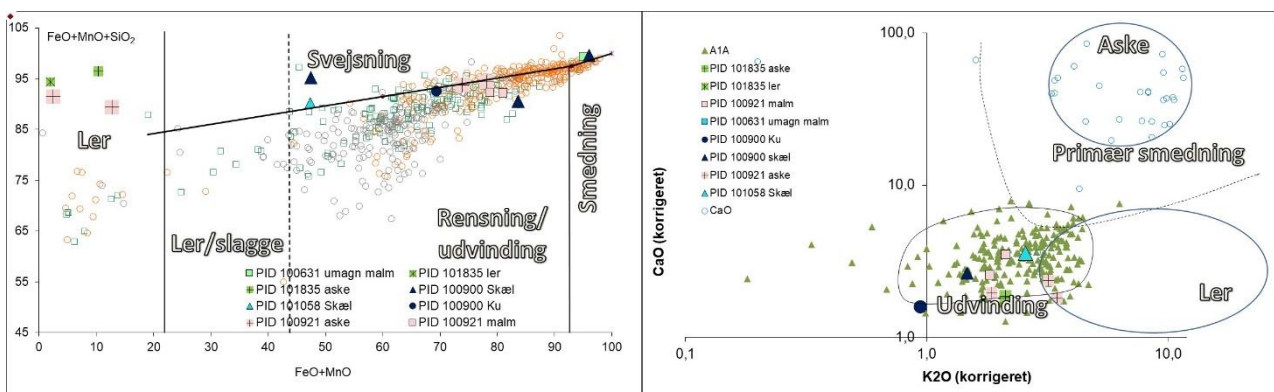 105
95
85
75
65
55
45
FeO+MnO+SiO₂
Svejsning
Ler
Ler/slagge
Rensning/
udvinding
Smedning
PID 100631 umagn malm
PID 101835 ler
PID 101835 aske
PID 100900 Skæl
PID 101058 Skæl
PID 100900 Ku
PID 100921 aske
PID 100921 malm
0
10
20
30
40
50
60
70
80
90
100
FeO+MnO
100,0
10,0
1,0
CaO (korrigeret)
A1A
PID 101835 aske
PID 101835 ler
PID 100921 malm
PID 100631 umagn malm
PID 100900 Ku
PID 100900 skæl
PID 100921 aske
PID 101058 Skæl
CaO
Aske
Primær smedning
Ler
Udvinding
0,1
1,0
10,0
K2O (korrigeret)